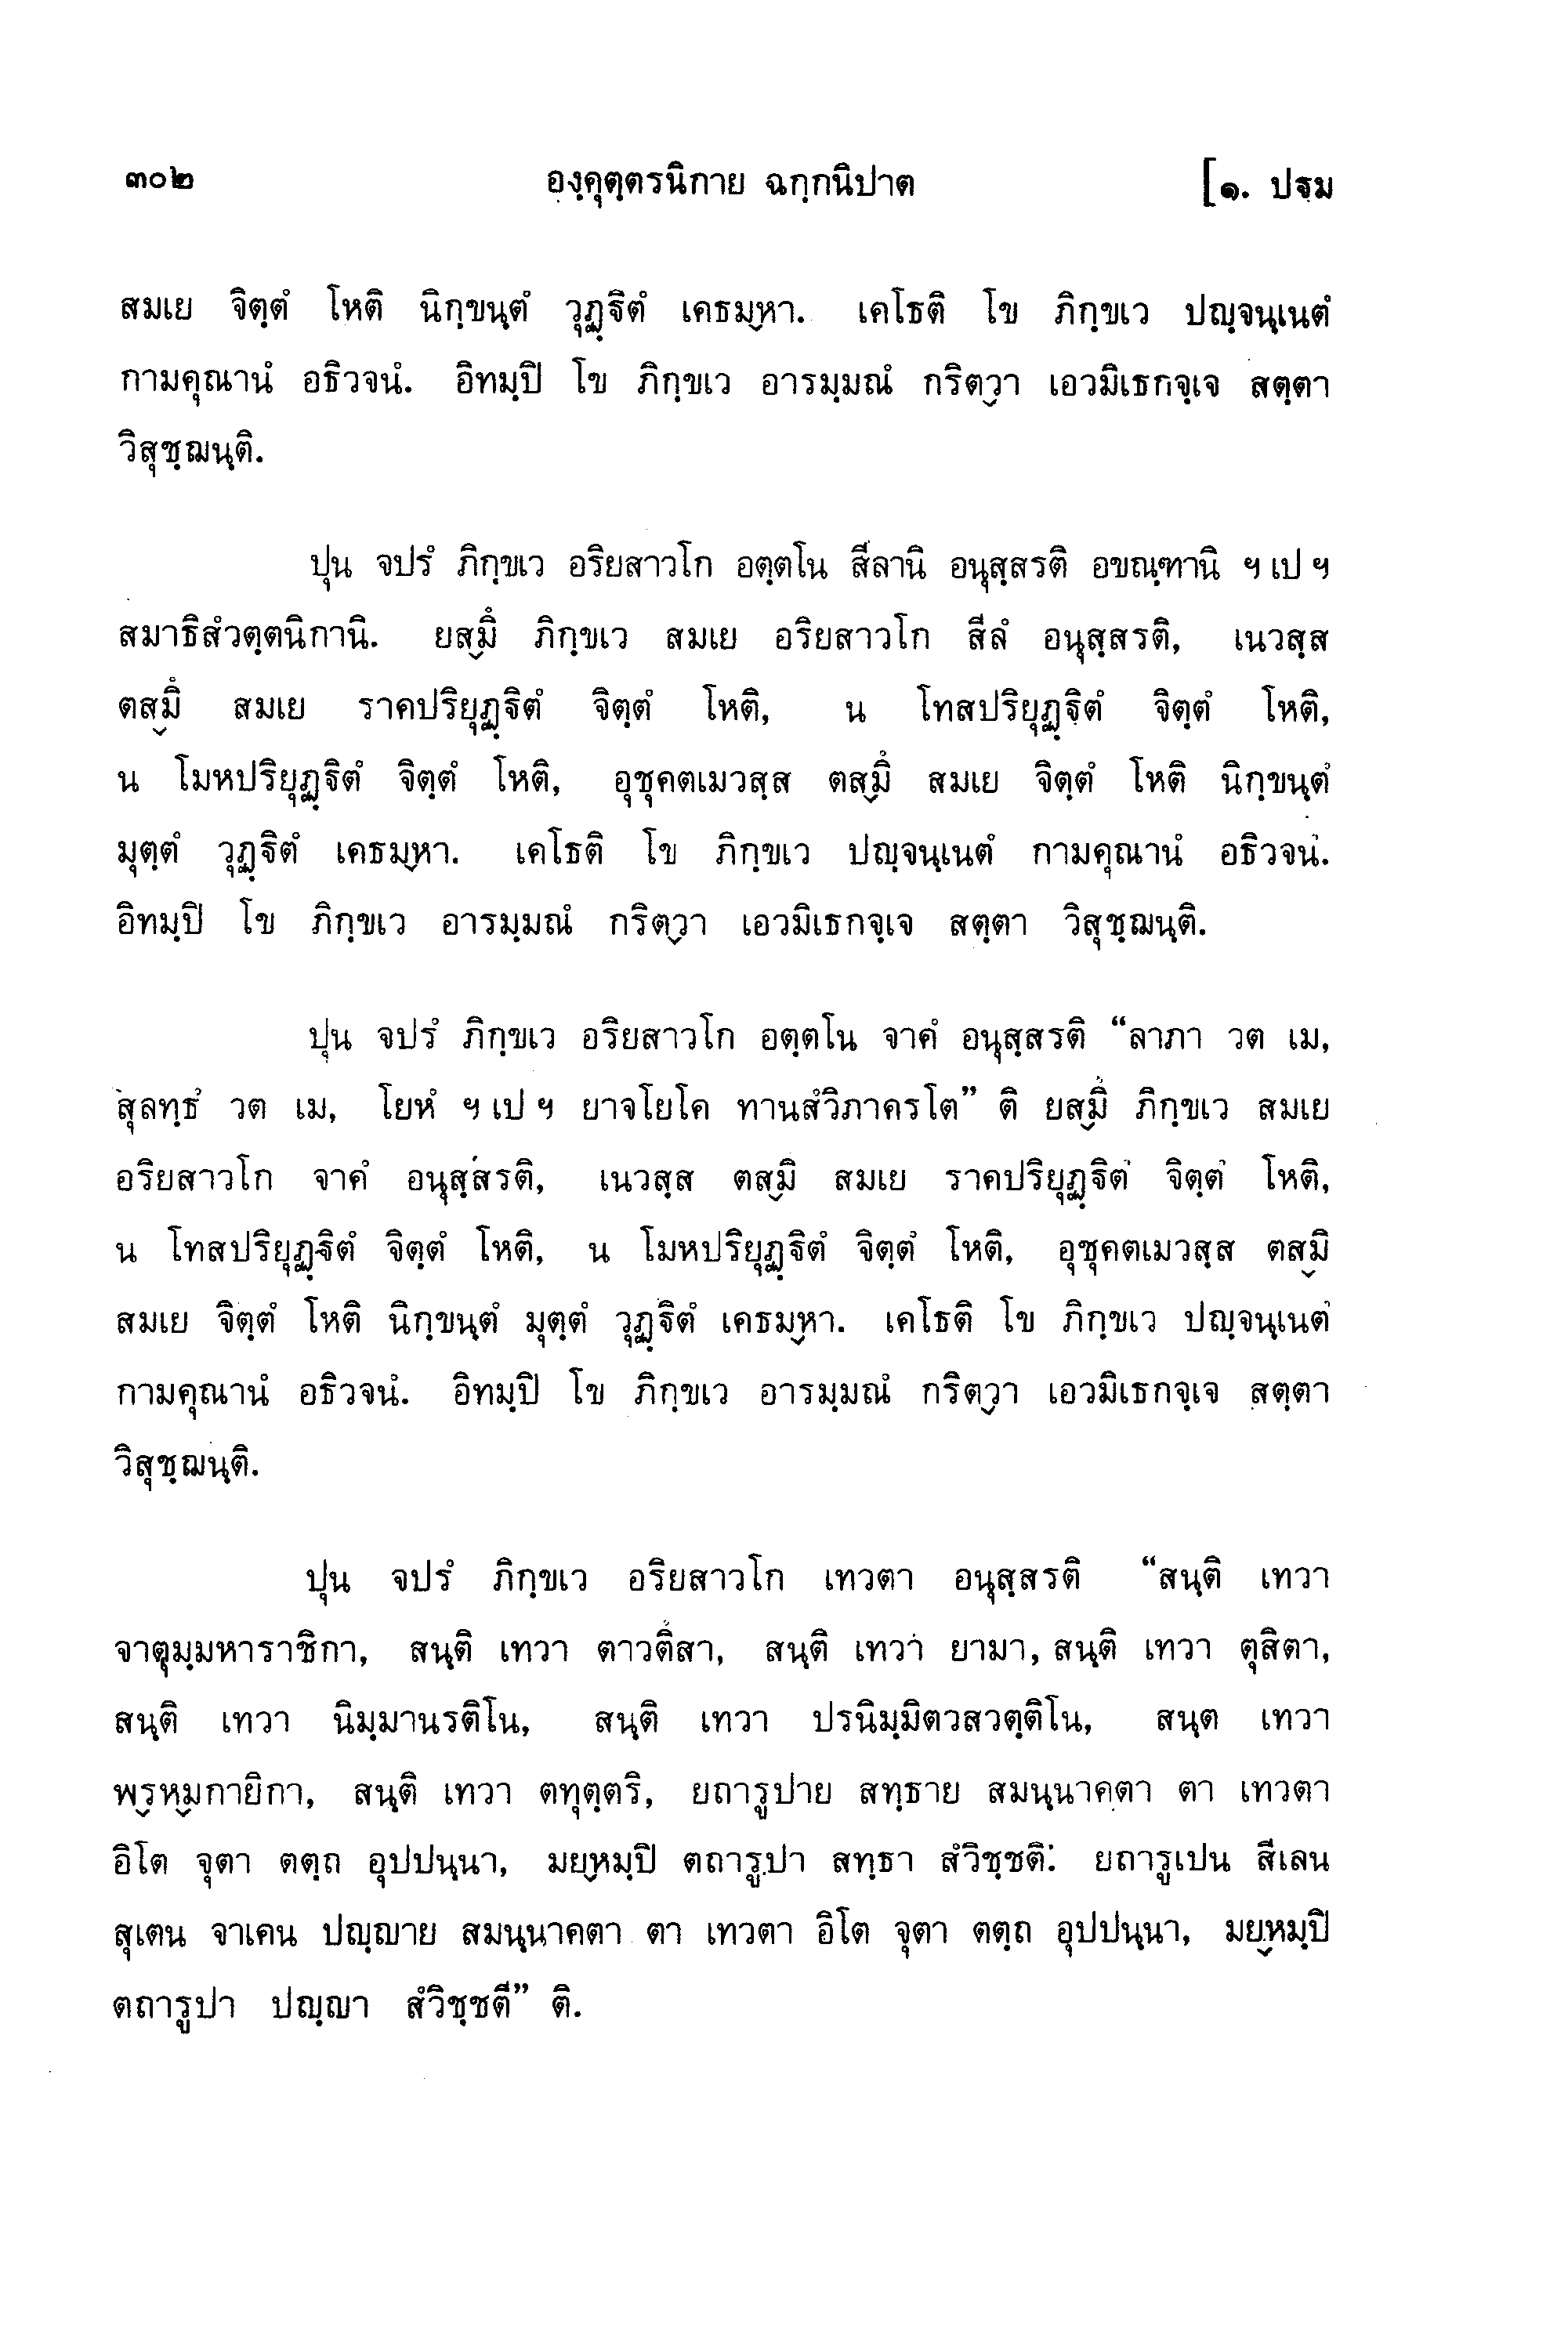 ๓๐๒ องฺคุตฺตรนิกาย ฉกฺกนิปาต [๑. ปฐม
สมเย จิตฺตํ โหติ นิกฺขนฺตํ วุฏฺฐิตํ เคธมฺหา. เคโธติ โข ภิกฺขเว ปญฺจนฺเนตํ
กามคุณานํ อธิวจนํ. อิทมฺปิ โข ภิกฺขเว อารมฺมณํ กริตฺวา เอวมิเธกจฺเจ สตฺตา
วิสุชฺฌนฺติ.
ปุน จปรํ ภิกฺขเว อริยสาวโก อตฺตโน สีลานิ อนุสฺสรติ อขณฺฑานิ ฯ เป ฯ
สมาธิสํวตฺตนิกานิ. ยสฺมึ ภิกฺขเว สมเย อริยสาวโก สีลํ อนุสฺสรติ, เนวสฺส
ตสฺมึ สมเย ราคปริยุฏฺฐิตํ จิตฺตํ โหติ, น โทสปริยุฏฺฐิตํ จิตฺตํ โหติ,
น โมหปริยุฏฺฐิตํ จิตฺตํ โหติ, อุชุคตเมวสฺส ตสฺมึ สมเย จิตฺตํ โหติ นิกฺขนฺตํ
มุตฺตํ วุฏฺฐิตํ เคธมฺหา. เคโธติ โข ภิกฺขเว ปญฺจนฺเนตํ กามคุณานํ อธิวจนํ.
อิทมฺปิ โข ภิกฺขเว อารมฺมณํ กริตฺวา เอวมิเธกจฺเจ สตฺตา วิสุชฺฌนฺติ.
ปุน จปรํ ภิกฺขเว อริยสาวโก อตฺตโน จาคํ อนุสฺสรติ “ลาภา วต เม,
สุลทฺธํ วต เม, โยหํ ฯ เป ฯ ยาจโยโค ทานสํวิภาครโต” ติ ยสฺมึ ภิกฺขเว สมเย
อริยสาวโก จาคํ อนุสฺสรติ, เนวสฺส ตสฺมิ สมเย ราคปริยุฏฺฐิตํ จิตฺตํ โหติ,
น โทสปริยุฏฺฐิตํ จิตฺตํ โหติ, น โมหปริยุฏฺฐิตํ จิตฺตํ โหติ, อุชุคตเมวสฺส ตสฺมิ
สมเย จิตฺตํ โหติ นิกฺขนฺตํ มุตฺตํ วุฏฺฐิตํ เคธมฺหา. เคโธติ โข ภิกฺขเว ปญฺจนฺเนตํ
กามคุณานํ อธิวจนํ. อิทมฺปิ โข ภิกฺขเว อารมฺมณํ กริตฺวา เอวมิเธกจฺเจ สตฺตา
วิสุชฺฌนฺติ.
ปุน จปรํ ภิกฺขเว อริยสาวโก เทวตา อนุสฺสรติ “สนฺติ เทวา
จาตุมฺมหาราชิกา, สนฺติ เทวา ตาวตึสา, สนฺติ เทวา ยามา, สนฺติ เทวา ตุสิตา,
สนฺติ เทวา นิมฺมานรติโน, สนฺติ เทวา ปรนิมฺมิตวสวตฺติโน, สนฺต เทวา
พฺรหฺมกายิกา, สนฺติ เทวา ตทุตฺตริ, ยถารูปาย สทฺธาย สมนฺนาคตา ตา เทวตา
อิโต จุตา ตตฺถ อุปปนฺนา, มยฺหมฺปิ ตถารูปา สทฺธา สํวิชฺชติ: ยถารูเปน สีเลน
สุเตน จาเคน ปญฺญาย สมนฺนาคตา ตา เทวตา อิโต จุตา ตตฺถ อุปปนฺนา, มยฺหมฺปิ
ตถารูปา ปญฺญา สํวิชฺชตี” ติ.